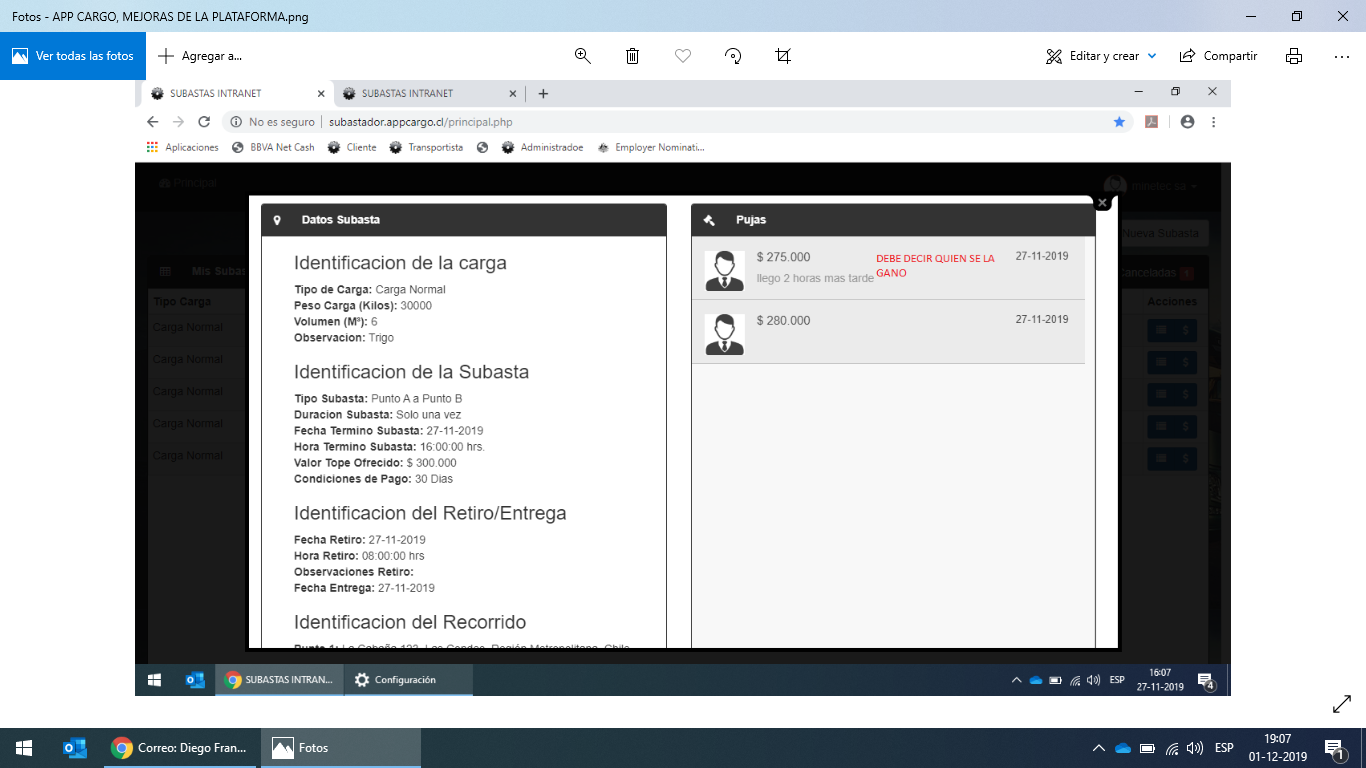 Fotos - APP CARGO, MEJORAS DE LA PLATAFORMA.png
Ver todas las fotos
Agregar a...
Editar y crear
Compartir
SUBASTAS INTRANET
SUBASTAS INTRANET
No es seguro | subastador.appcargo.cl/principal.php
Aplicaciones
BBVA Net Cash
Cliente
Transportista
Administradoe
Employer Nominati...
Principal
minetec sa
Nueva Subasta
Mis Subas
Canceladas 1
Tipo Carga
Acciones
Carga Normal
Carga Normal
Carga Normal
Carga Normal
Carga Normal
Datos Subasta
Identificacion de la carga
Tipo de Carga: Carga Normal
Peso Carga (Kilos): 30000
Volumen (M³): 6
Observacion: Trigo
Identificacion de la Subasta
Tipo Subasta: Punto A a Punto B
Duracion Subasta: Solo una vez
Fecha Termino Subasta: 27-11-2019
Hora Termino Subasta: 16:00:00 hrs.
Valor Tope Ofrecido: $ 300.000
Condiciones de Pago: 30 Dias
Identificacion del Retiro/Entrega
Fecha Retiro: 27-11-2019
Hora Retiro: 08:00:00 hrs
Observaciones Retiro:
Fecha Entrega: 27-11-2019
Identificacion del Recorrido
Pujas
$ 275.000
27-11-2019
llego 2 horas mas tarde
DEBE DECIR QUIEN SE LA
GANO
$ 280.000
27-11-2019
SUBASTAS INTRAN...
Configuración
ESP
16:07
27-11-2019
4
Correo: Diego Fran...
Fotos
ESP
19:07
01-12-2019
1